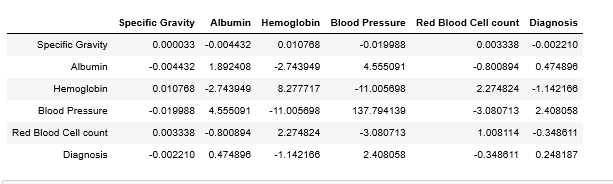 Specific Gravity Albumin Hemoglobin Blood Pressure Red Blood Cell count Diagnosis
Specific Gravity 0.000033 -0.004432 0.010768 -0.019988 0.003338 -0.002210
Albumin -0.004432 1.892408 -2.743949 4.555091 -0.800894 0.474896
Hemoglobin 0.010768 -2.743949 8.277717 -11.005698 2.274824 -1.142166
Blood Pressure -0.019988 4.555091 -11.005698 137.794139 -3.080713 2.408058
Red Blood Cell count 0.003338 -0.800894 2.274824 -3.080713 1.008114 -0.348611
Diagnosis -0.002210 0.474896 -1.142166 2.408058 -0.348611 0.248187